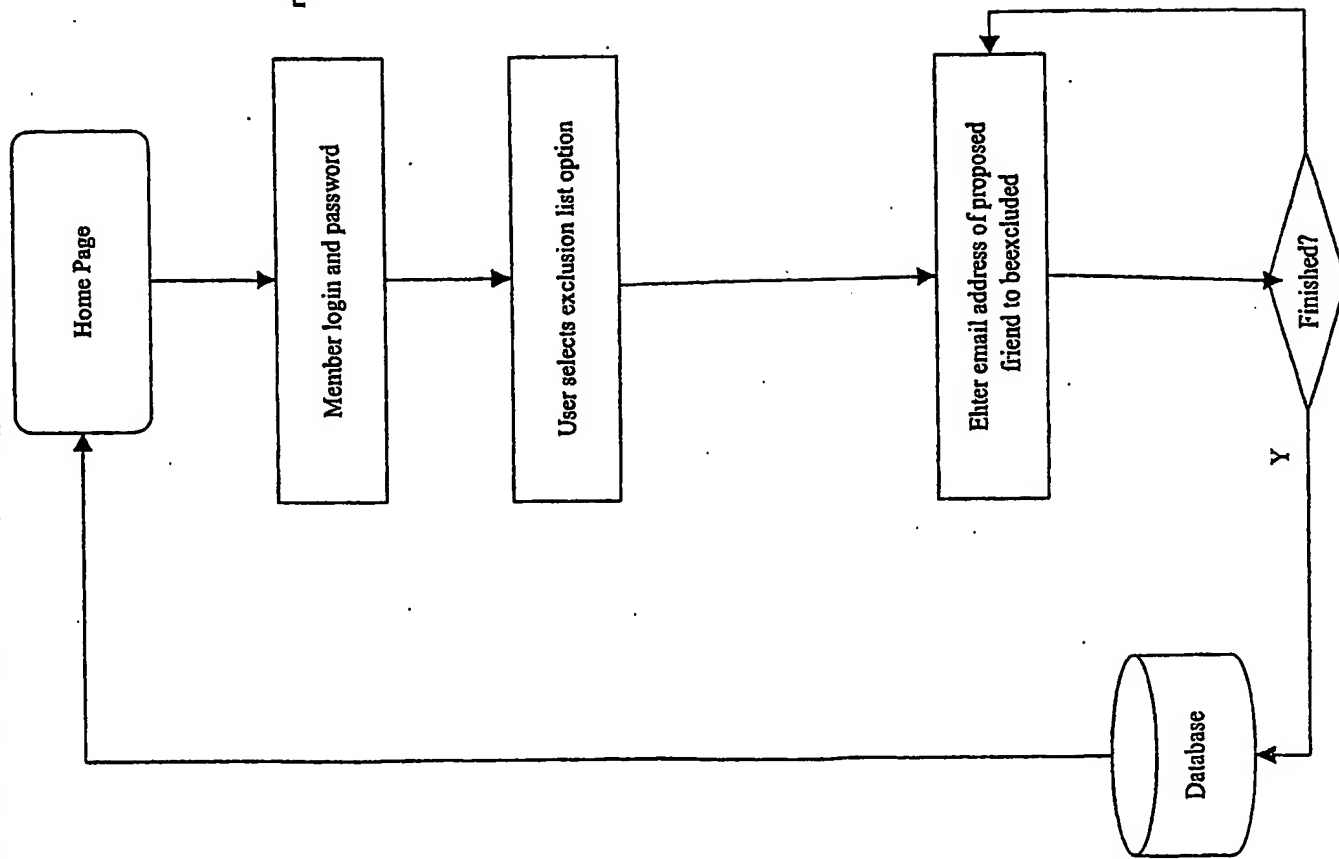 Home Page
Member login and password
User selects exclusion list option
Enter email address of proposed
friend to beexcluded
Finished?
Y
Database